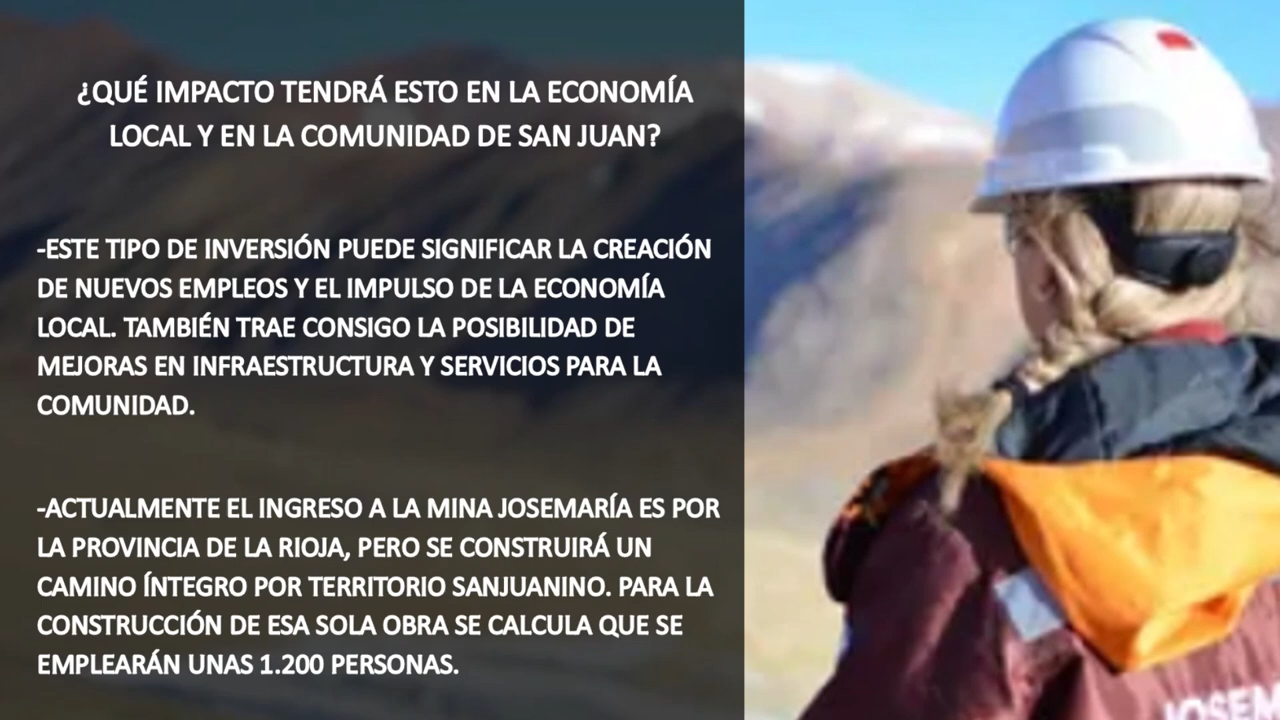 ¿QUÉ IMPACTO TENDRÁ ESTO EN LA ECONOMÍA
LOCAL Y EN LA COMUNIDAD DE SAN JUAN?
-ESTE TIPO DE INVERSIÓN PUEDE SIGNIFICAR LA CREACIÓN
DE NUEVOS EMPLEOS Y EL IMPULSO DE LA ECONOMÍA
LOCAL. TAMBIÉN TRAE CONSIGO LA POSIBILIDAD DE
MEJORAS EN INFRAESTRUCTURA Y SERVICIOS PARA LA
COMUNIDAD.
-ACTUALMENTE EL INGRESO A LA MINA JOSEMARÍA ES POR
LA PROVINCIA DE LA RIOJA, PERO SE CONSTRUIRÁ UN
CAMINO ÍNTEGRO POR TERRITORIO SANJUANINO. PARA LA
CONSTRUCCIÓN DE ESA SOLA OBRA SE CALCULA QUE SE
EMPLEARÁN UNAS 1.200 PERSONAS.
JOSEM